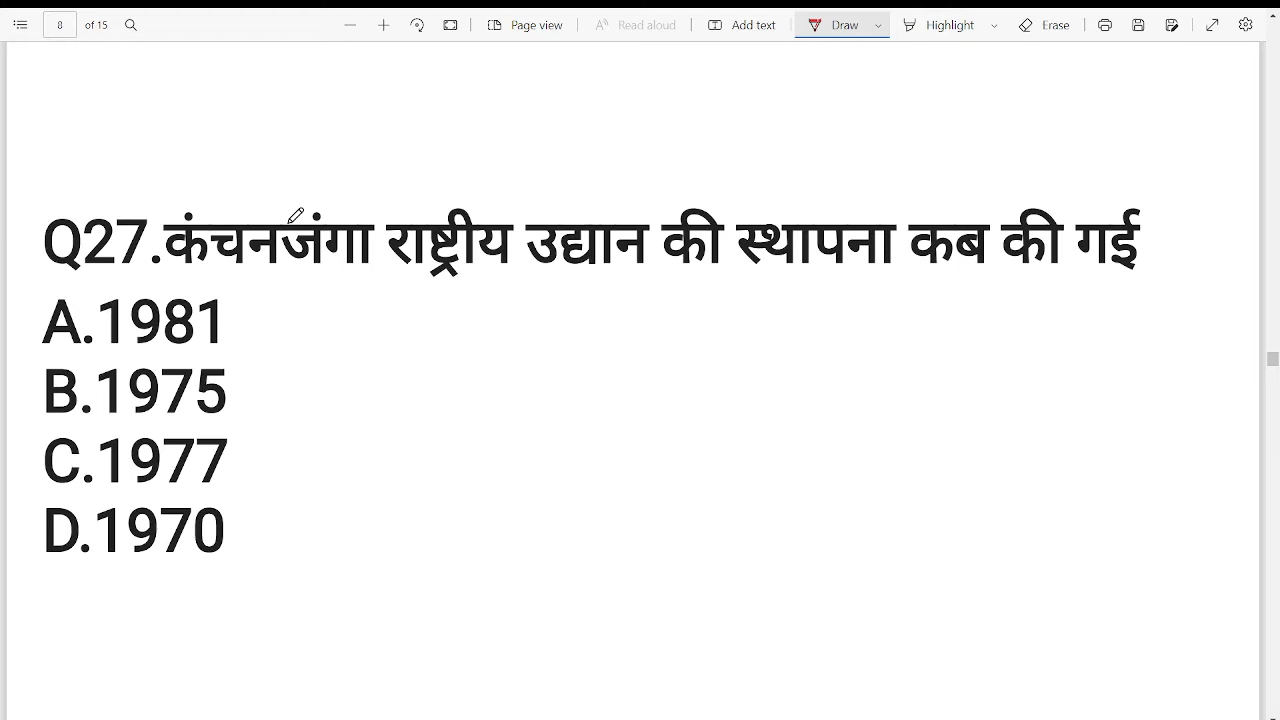 8 of 15 Page view Read aloud Add text Draw Highlight Erase
Q27.कंचनजंगा राष्ट्रीय उद्यान की स्थापना कब की गई
A.1981
B.1975
C.1977
D.1970